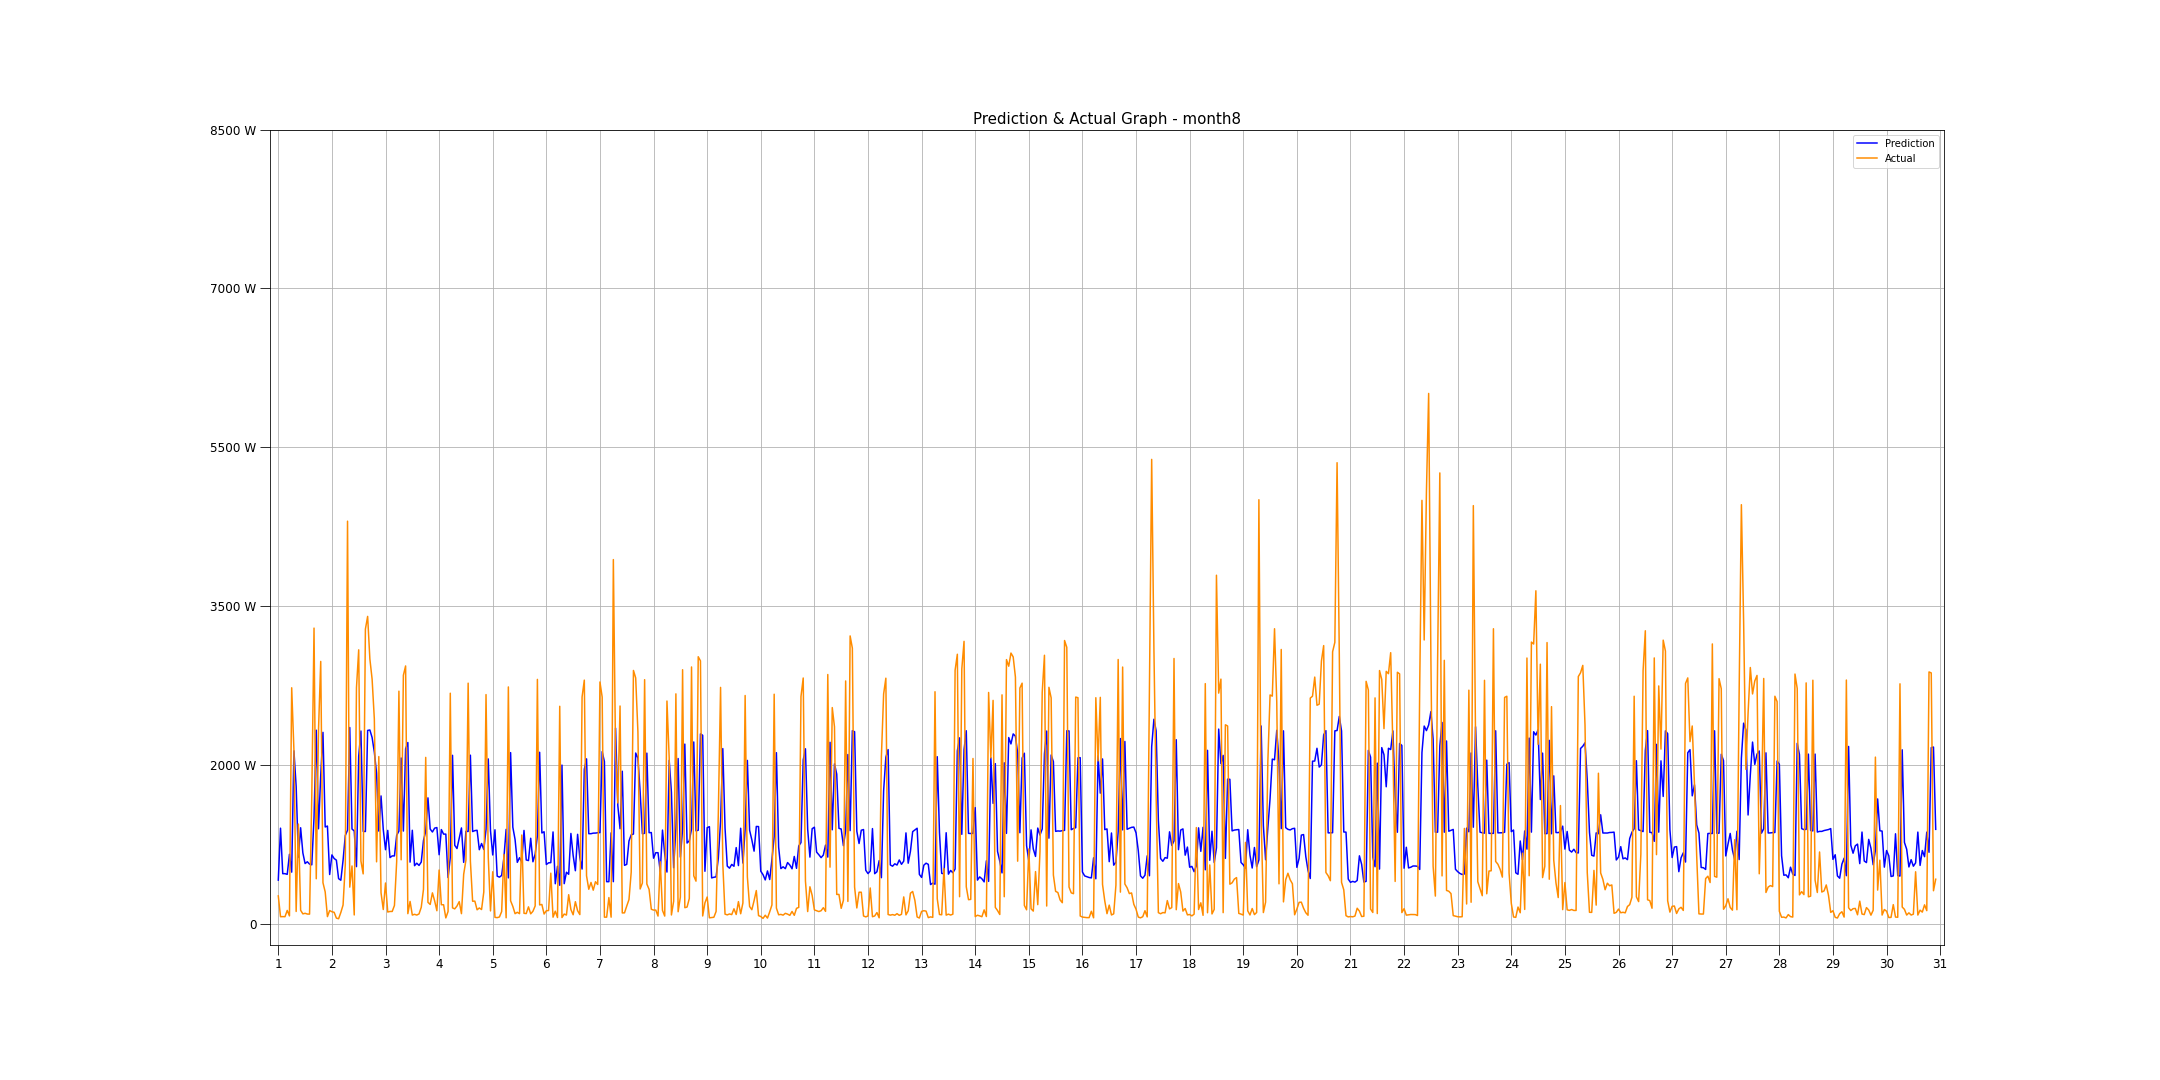 Prediction & Actual Graph - month8
8500 W
7000 W
5500 W
3500 W
2000 W
0
Prediction
Actual
1 2 3 4 5 6 7 8 9 10 11 12 13 14 15 16 17 18 19 20 21 22 23 24 25 26 27 27 28 29 30 31